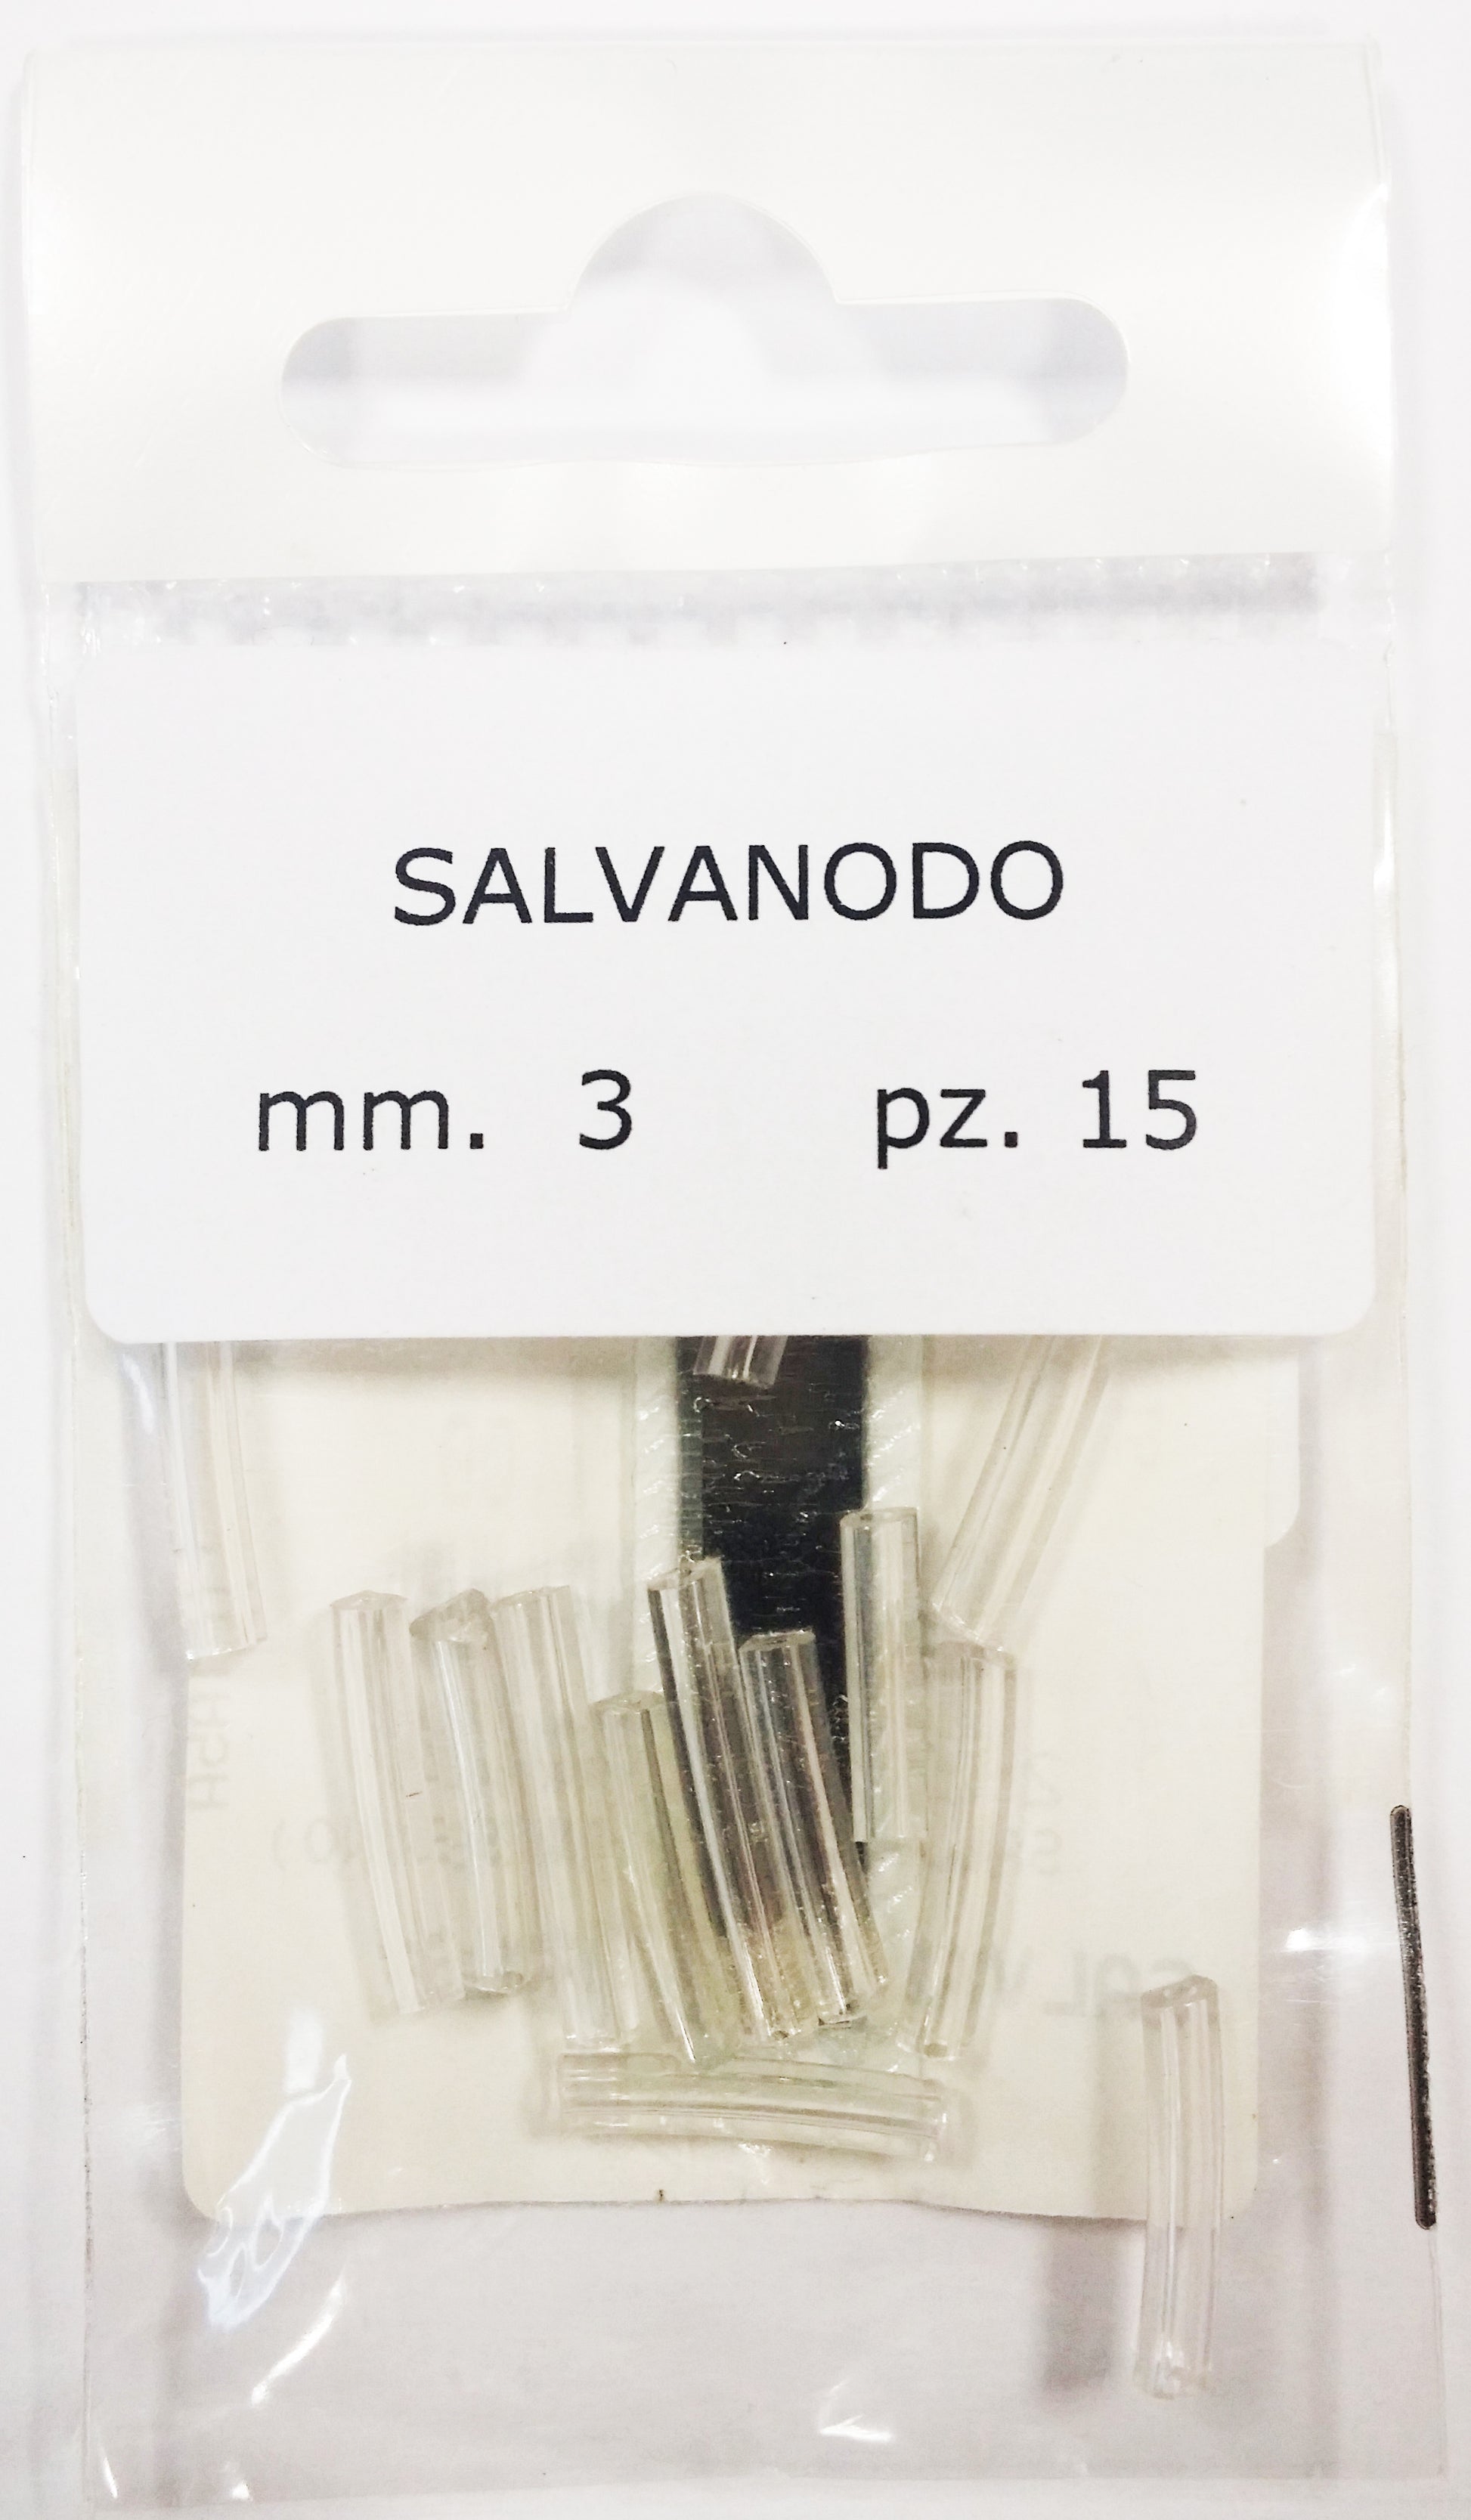 SALVANODO
mm. 3 pz. 15